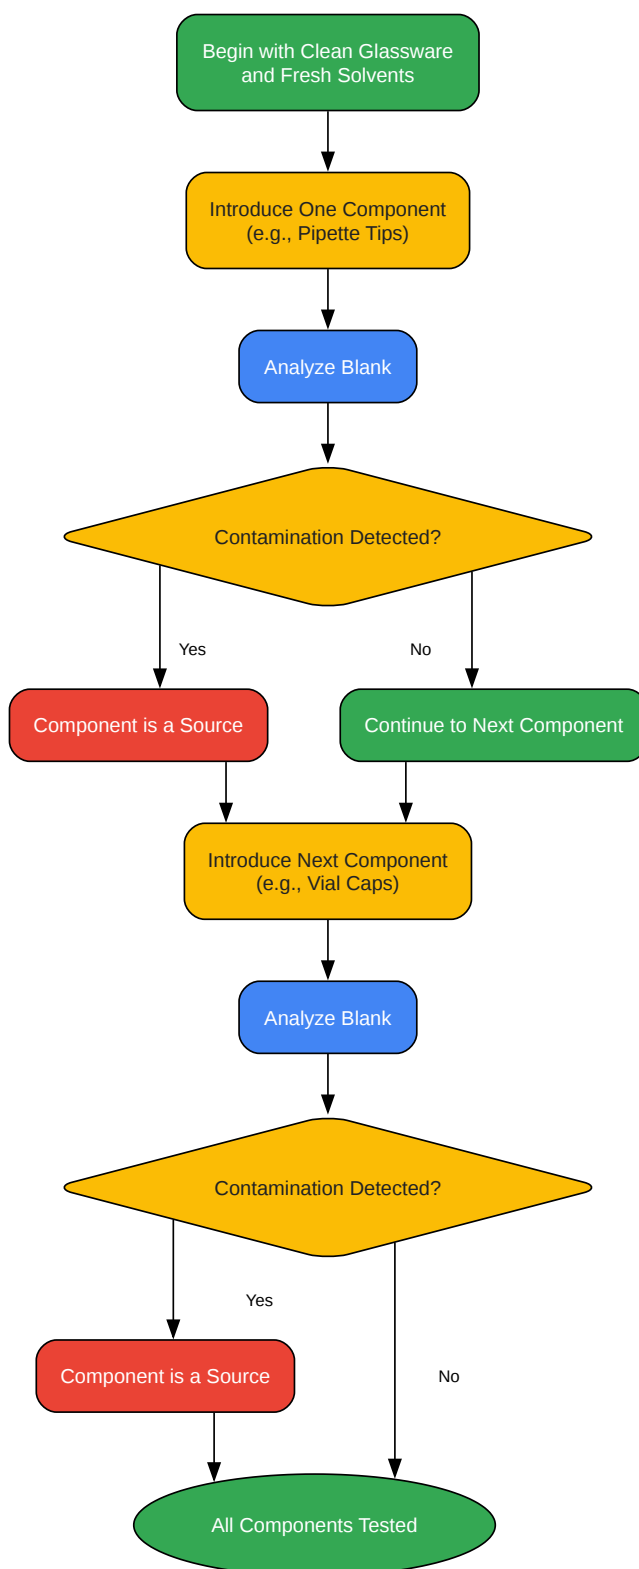 Begin with Clean Glassware
and Fresh Solvents
Introduce One Component
(e.g., Pipette Tips)
Analyze Blank
Contamination Detected?
Yes
No
Component is a Source
Continue to Next Component
Introduce Next Component
(e.g., Vial Caps)
Analyze Blank
Contamination Detected?
Yes
Component is a Source
No
All Components Tested